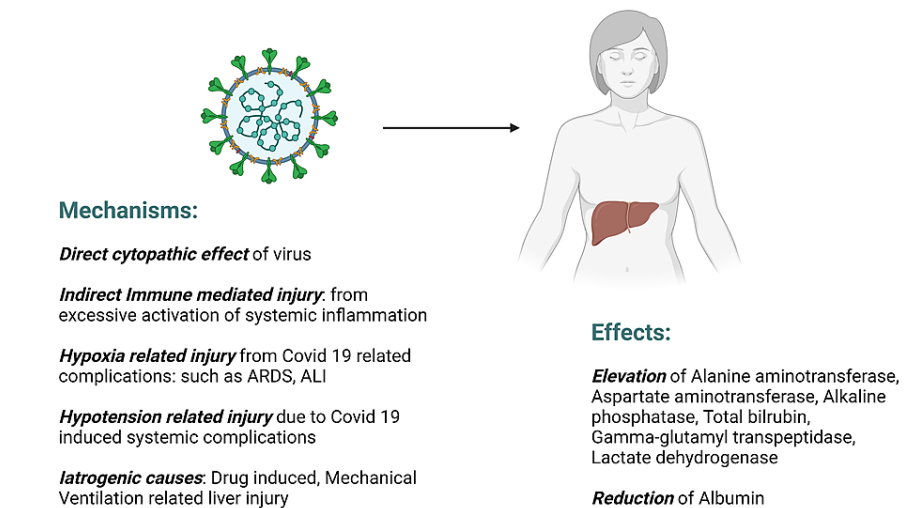 Mechanisms:
Direct cytopathic effect of virus
Indirect Immune mediated injury: from
excessive activation of systemic inflammation
Hypoxia related injury from Covid 19 related
complications: such as ARDS, ALI
Hypotension related injury due to Covid 19
induced systemic complications
Iatrogenic causes: Drug induced, Mechanical
Ventilation related liver injury
Effects:
Elevation of Alanine aminotransferase,
Aspartate aminotransferase, Alkaline
phosphatase, Total bilrubin,
Gamma-glutamyl transpeptidase,
Lactate dehydrogenase
Reduction of Albumin